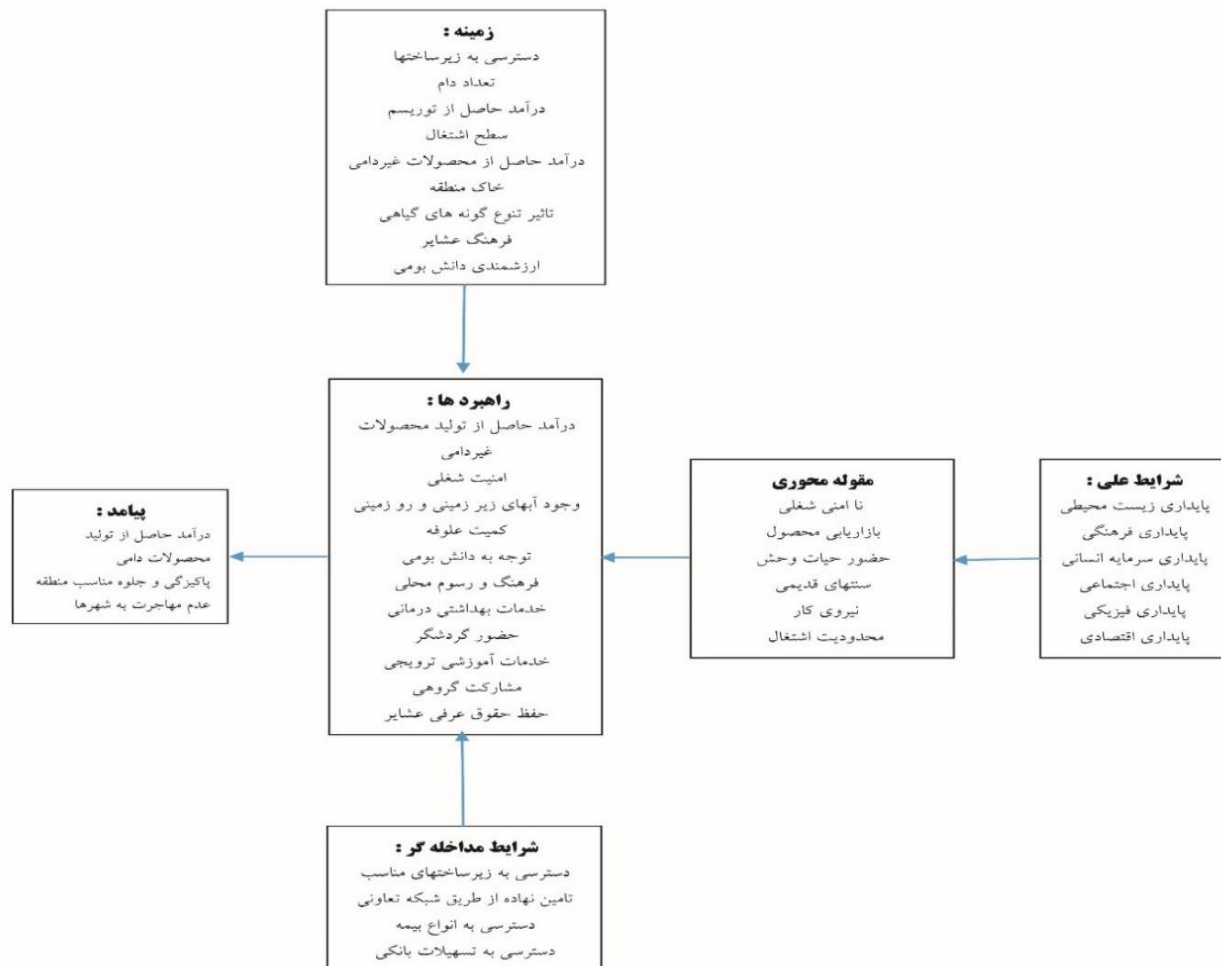 زمینه :
دسترسی به زیرساختها
تعداد دام
درآمد حاصل از توریسم
سطح اشتغال
درآمد حاصل از محصولات غیردامی
خاک منطقه
تاثیر تنوع گونه های گیاهی
فرهنگ عشایر
ارزشمندی دانش بومی
شرایط علی :
پایداری زیست محیطی
پایداری فرهنگی
پایداری سرمایه انسانی
پایداری اجتماعی
پایداری فیزیکی
پایداری اقتصادی
مقوله محوری
نا امنی شغلی
بازاریابی محصول
حضور حیات وحش
سنتهای قدیمی
نیروی کار
محدودیت اشتغال
راهبرد ها :
درآمد حاصل از تولید محصولات
غیردامی
امنیت شغلی
وجود آبهای زیر زمینی و رو زمینی
کمیت علوفه
توجه به دانش بومی
فرهنگ و رسوم محلی
خدمات بهداشتی درمانی
حضور گردشگر
خدمات آموزشی ترویجی
مشارکت گروهی
حفظ حقوق عرفی عشایر
پیامد :
درآمد حاصل از تولید
محصولات دامی
پاکیزگی و جلوه مناسب منطقه
عدم مهاجرت به شهرها
شرایط مداخله گر :
دسترسی به زیرساختهای مناسب
تامین نهاده از طریق شبکه تعاونی
دسترسی به انواع بیمه
دسترسی به تسهیلات بانکی